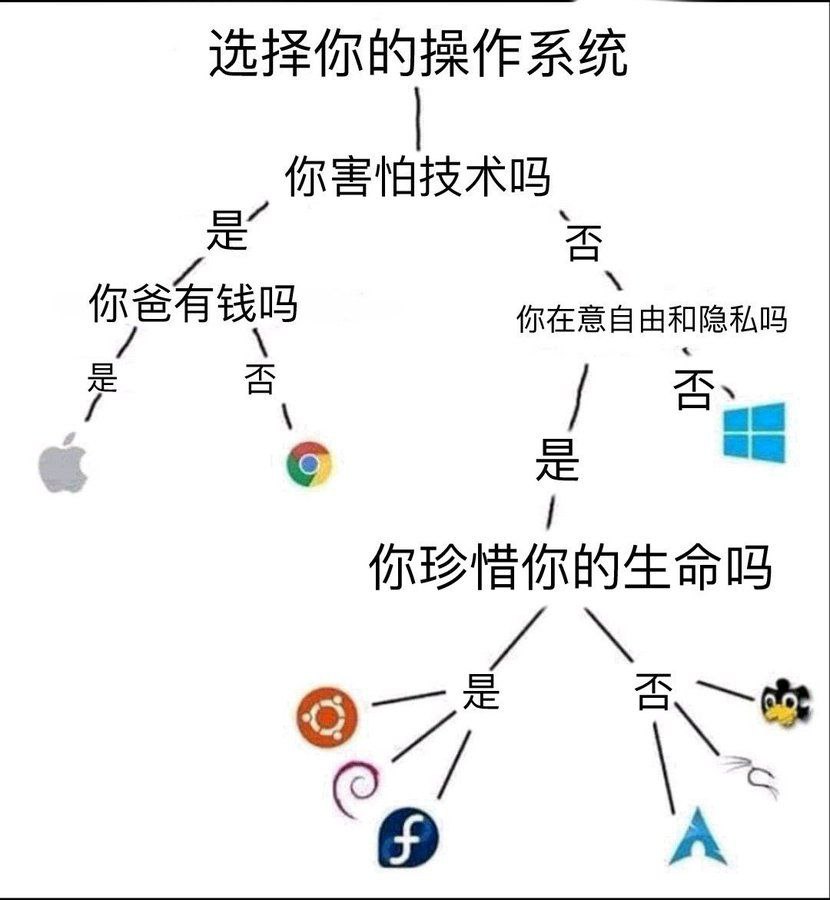 选择你的操作系统
你害怕技术吗
是
否
你爸有钱吗
你在意自由和隐私吗
是
否
否
是
你珍惜你的生命吗
是
否